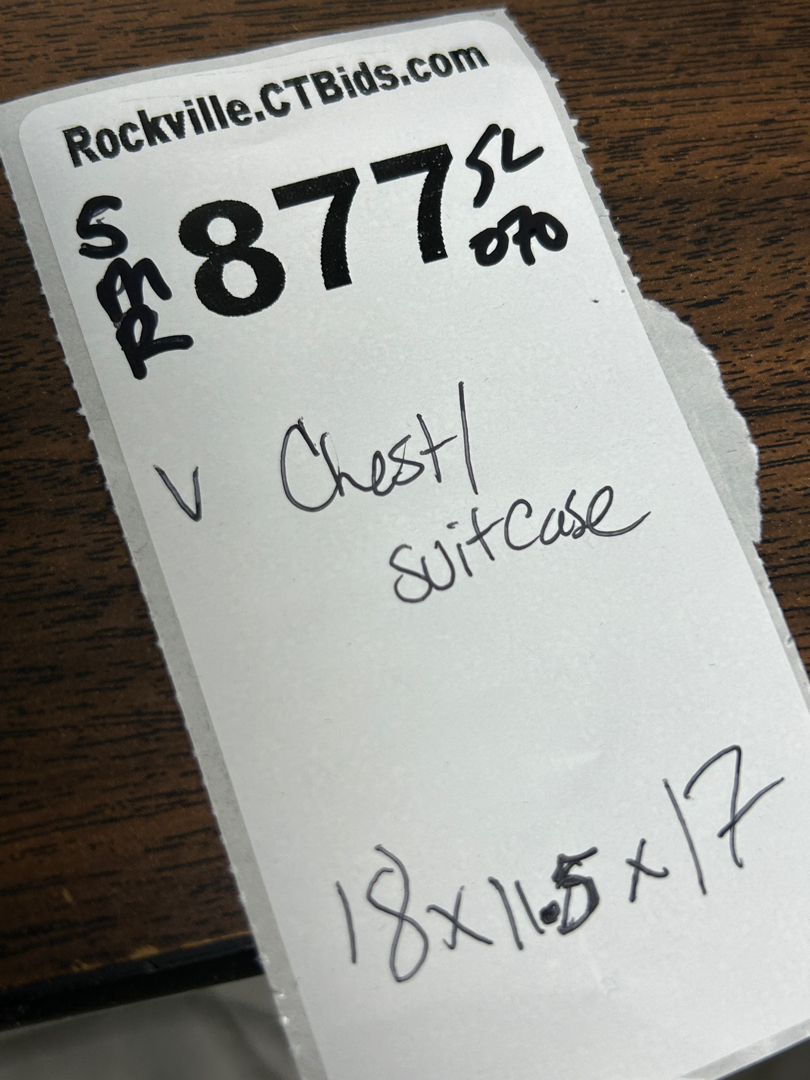 Rockville.CTBids.com
S
M
R
877
SL
070
V Chest/
suitcase
18x11.5x17